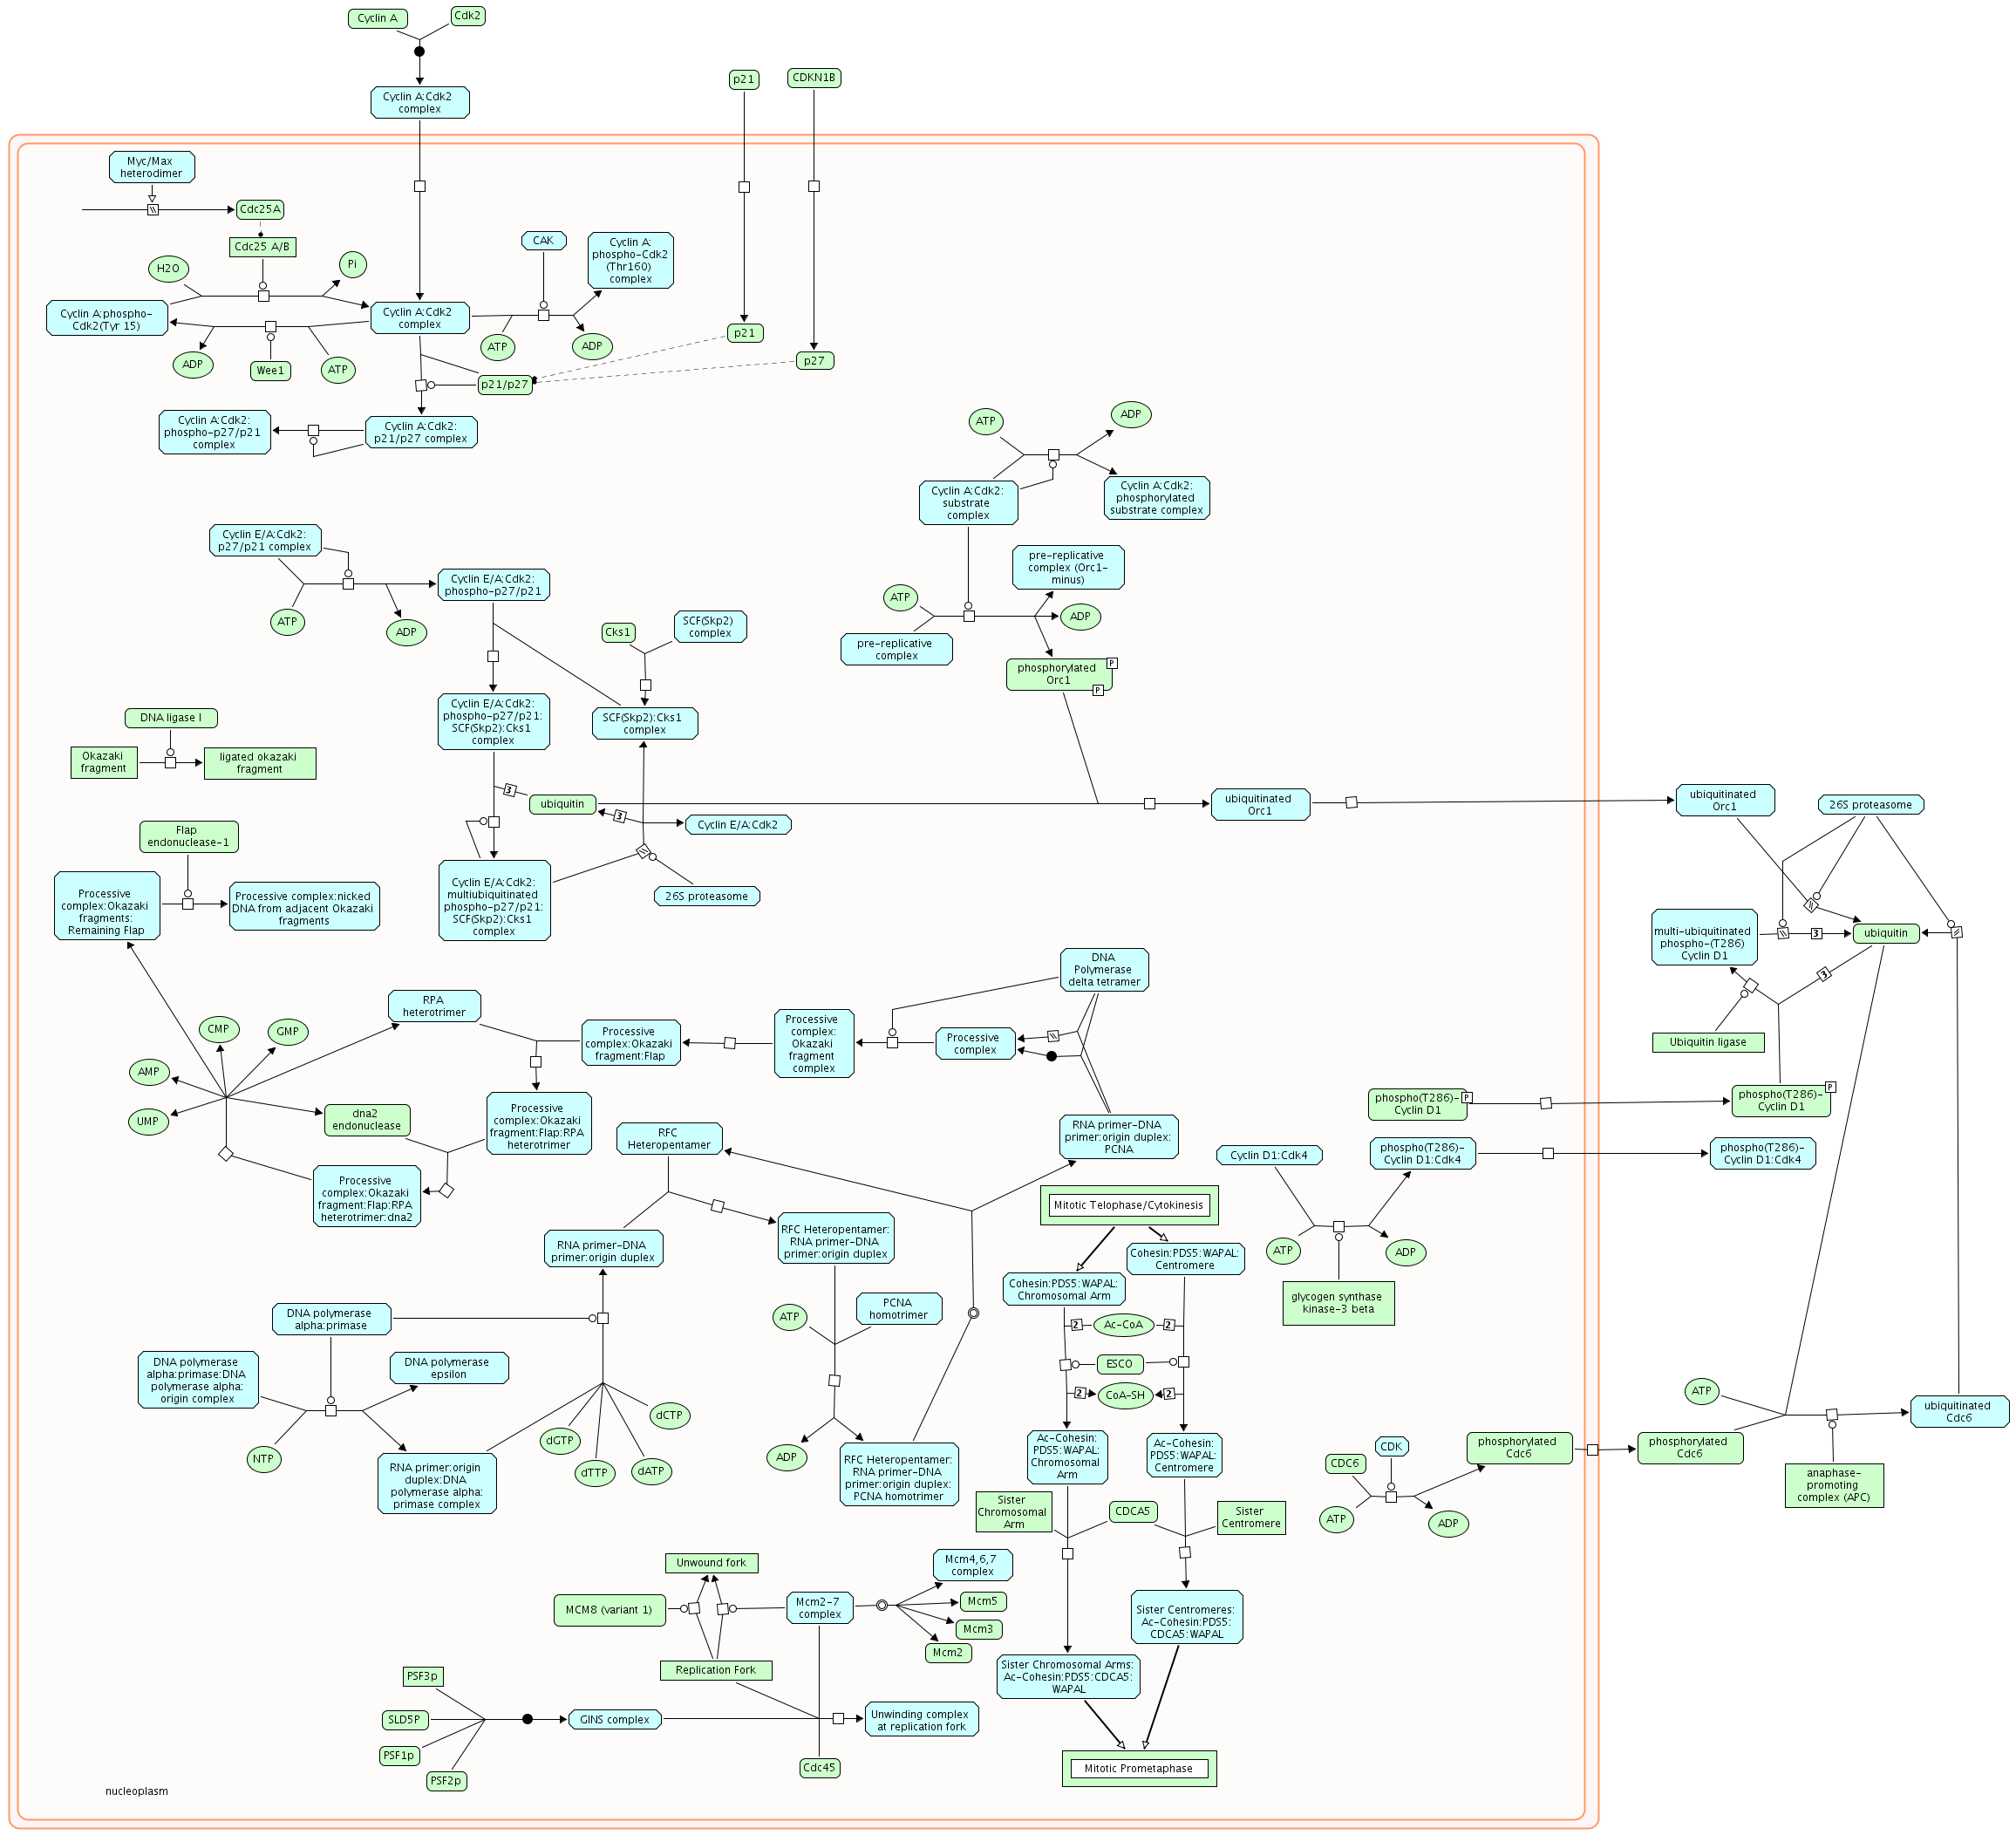 Cyclin A
Cdk2
Cyclin A:Cdk2
complex
p21
CDKN1B
Myc/Max
heterodimer
Cdc25A
Cdc25 A/B
H2O
Pi
CAK
Cyclin A:
phospho-Cdk2
(Thr160)
complex
Cyclin A:phospho-
Cdk2(Tyr 15)
Cyclin A:Cdk2
complex
ADP
Wee1
ATP
ATP
ADP
p21
p27
p21/p27
Cyclin A:Cdk2:
phospho-p27/p21
complex
Cyclin A:Cdk2:
p21/p27 complex
ATP
ADP
Cyclin A:Cdk2:
substrate
complex
Cyclin A:Cdk2:
phosphorylated
substrate complex
Cyclin E/A:Cdk2:
p27/p21 complex
Cyclin E/A:Cdk2:
phospho-p27/p21
ATP
ADP
pre-replicative
complex (Orc1-
minus)
ATP
ADP
pre-replicative
complex
phosphorylated
Orc1
P
P
Cks1
SCF(Skp2)
complex
Cyclin E/A:Cdk2:
phospho-p27/p21:
SCF(Skp2):Cks1
complex
SCF(Skp2):Cks1
complex
DNA ligase I
Okazaki
fragment
ligated okazaki
fragment
3
ubiquitin
3
Cyclin E/A:Cdk2
ubiquitinated
Orc1
ubiquitinated
Orc1
26S proteasome
Flap
endonuclease-1
Processive
complex:Okazaki
fragments:
Remaining Flap
Processive complex:nicked
DNA from adjacent Okazaki
fragments
Cyclin E/A:Cdk2:
multiubiquitinated
phospho-p27/p21:
SCF(Skp2):Cks1
complex
26S proteasome
multi-ubiquitinated
phospho-(T286)
Cyclin D1
3
ubiquitin
3
Ubiquitin ligase
DNA
Polymerase
delta tetramer
RPA
heterotrimer
Processive
complex:Okazaki
fragment:Flap
Processive
complex:
Okazaki
fragment
complex
Processive
complex
CMP
GMP
AMP
UMP
dna2
endonuclease
Processive
complex:Okazaki
fragment:Flap:RPA
heterotrimer
Processive
complex:Okazaki
fragment:Flap:RPA
heterotrimer:dna2
RFC
Heteropentamer
RNA primer-DNA
primer:origin duplex:
PCNA
phospho(T286)-
Cyclin D1
P
phospho(T286)-
Cyclin D1
P
Cyclin D1:Cdk4
phospho(T286)-
Cyclin D1:Cdk4
phospho(T286)-
Cyclin D1:Cdk4
ATP
ADP
glycogen synthase
kinase-3 beta
Mitotic Telophase/Cytokinesis
RNA primer-DNA
primer:origin duplex
RFC Heteropentamer:
RNA primer-DNA
primer:origin duplex
Cohesin:PDS5:WAPAL:
Centromere
Cohesin:PDS5:WAPAL:
Chromosomal Arm
DNA polymerase
alpha:primase
ATP
PCNA
homotrimer
2
Ac-CoA
2
ESCO
2
CoA-SH
2
DNA polymerase
alpha:primase:DNA
polymerase alpha:
origin complex
DNA polymerase
epsilon
NTP
RNA primer:origin
duplex:DNA
polymerase alpha:
primase complex
dGTP
dTTP
dATP
dCTP
ADP
RFC Heteropentamer:
RNA primer-DNA
primer:origin duplex:
PCNA homotrimer
Ac-Cohesin:
PDS5:WAPAL:
Chromosomal
Arm
Ac-Cohesin:
PDS5:WAPAL:
Centromere
Sister
Chromosomal
Arm
CDCA5
Sister
Centromere
CDC6
CDK
ATP
ADP
phosphorylated
Cdc6
phosphorylated
Cdc6
ATP
ubiquitinated
Cdc6
anaphase-
promoting
complex (APC)
Unwound fork
MCM8 (variant 1)
Mcm2-7
complex
Mcm4,6,7
complex
Mcm5
Mcm3
Mcm2
Replication Fork
Sister Centromeres:
Ac-Cohesin:PDS5:
CDCA5:WAPAL
Sister Chromosomal Arms:
Ac-Cohesin:PDS5:CDCA5:
WAPAL
PSF3p
SLD5P
PSF1p
PSF2p
GINS complex
Unwinding complex
at replication fork
Cdc45
Mitotic Prometaphase
nucleoplasm